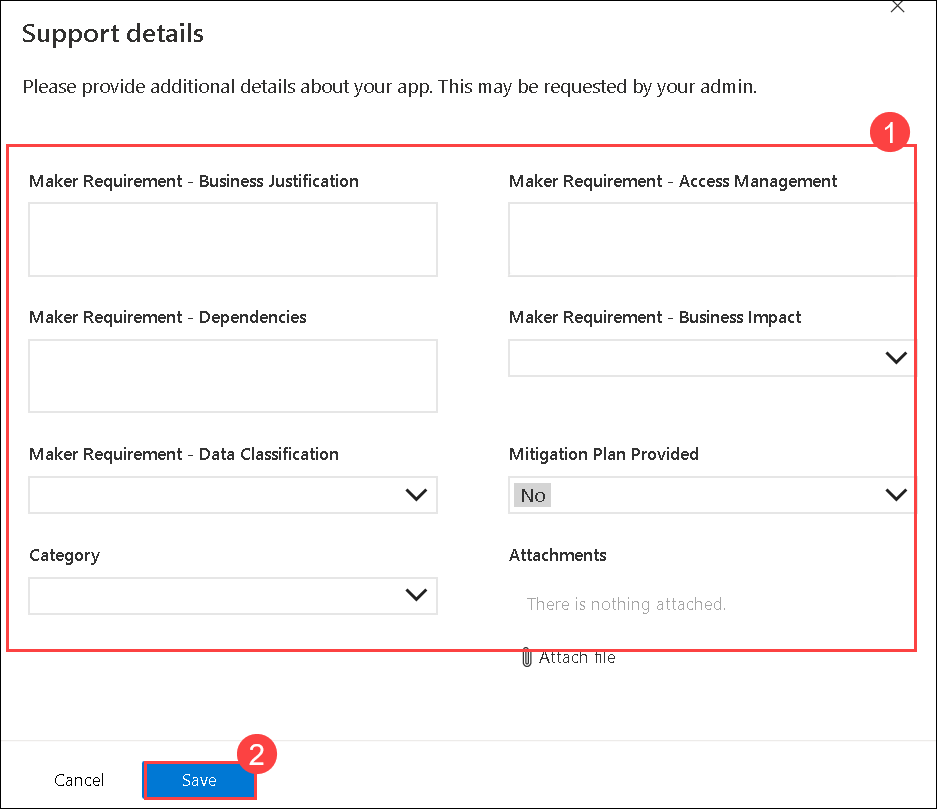 Support details
Please provide additional details about your app. This may be requested by your admin.
1
Maker Requirement - Business Justification
Maker Requirement - Access Management
Maker Requirement - Dependencies
Maker Requirement - Business Impact
Maker Requirement - Data Classification
Mitigation Plan Provided
No
Category
Attachments
There is nothing attached.
Attach file
2
Cancel
Save